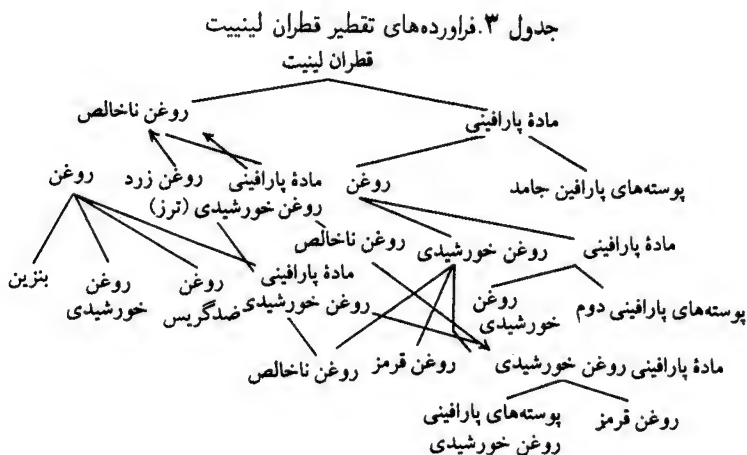 جدول ۳.فراورده‌های تقطیر قطران لینییت
قطران لینیت
روغن ناخالص
مادهٔ پارافینی
روغن
روغن زرد
مادهٔ پارافینی
روغن خورشیدی (ترز)
روغن
پوسته‌های پارافین جامد
روغن ناخالص
روغن خورشیدی
مادهٔ پارافینی
بنزین
روغن
خورشیدی
روغن
ضدگریس
مادهٔ پارافینی
روغن خورشیدی
روغن
خورشیدی
پوسته‌های پارافینی دوم
روغن ناخالص
روغن قرمز
مادهٔ پارافینی روغن خورشیدی
پوسته‌های پارافینی
روغن خورشیدی
روغن قرمز